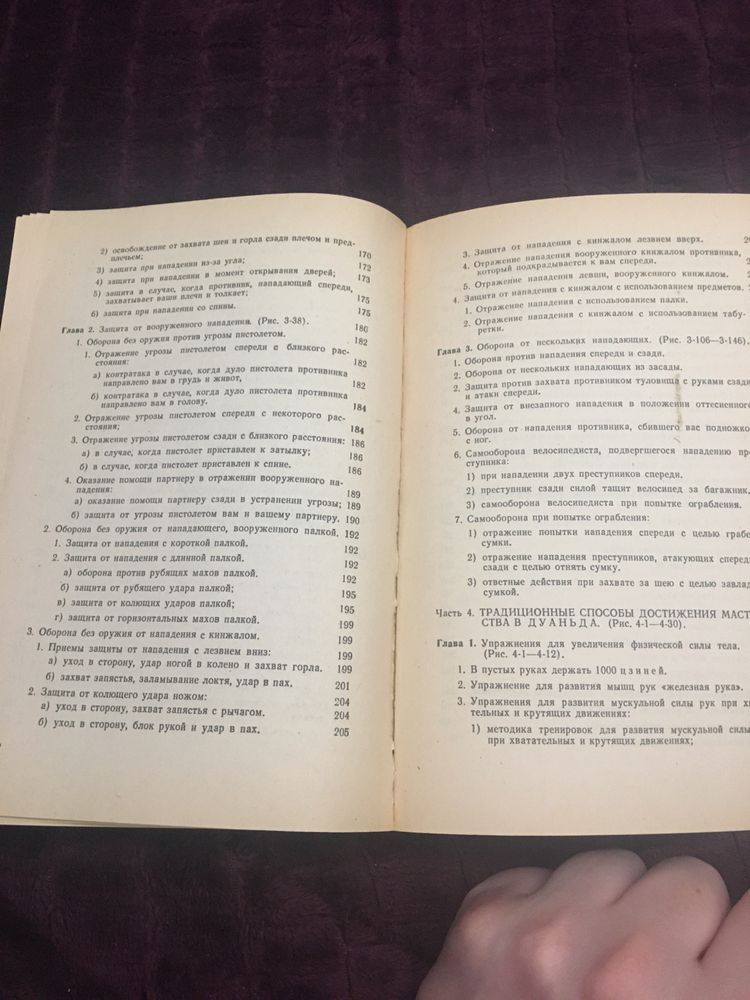 2) освобождение от захвата шеи и горла сзади плечом и пред-
плечьем; 170
3) защита при нападении из-за угла; 172
4) защита при нападении в момент открывания дверей; 173
5) защита в случае, когда противник, нападающий спереди,
захватывает ваши плечи и толкает; 175
6) защита при нападении со спины. 175
Глава 2. Защита от вооруженного нападения. (Рис. 3-38). 180
1. Оборона без оружия против угрозы пистолетом. 182
1. Отражение угрозы пистолетом спереди с близкого рас-
стояния: 182
а) контратака в случае, когда дуло пистолета противника
направлено вам в грудь и живот, 182
б) контратака в случае, когда дуло пистолета противника
направлено вам в голову. 184
2. Отражение угрозы пистолетом спереди с некоторого рас-
стояния; 184
3. Отражение угрозы пистолетом сзади с близкого расстояния: 186
а) в случае, когда пистолет приставлен к затылку; 186
б) в случае, когда пистолет приставлен к спине. 186
4. Оказание помощи партнеру в отражении вооруженного на-
падения: 189
а) оказание помощи партнеру сзади в устранении угрозы; 189
б) защита от угрозы пистолетом вам и вашему партнеру. 190
2. Оборона без оружия от нападающего, вооруженного палкой. 192
1. Защита от нападения с короткой палкой. 192
2. Защита от нападения с длинной палкой. 192
а) оборона против рубящих махов палкой. 192
б) защита от рубящего удара палкой; 195
в) защита от колющих ударов палкой; 195
г) защита от горизонтальных махов палкой. 199
3. Оборона без оружия от нападения с кинжалом. 199
1. Приемы защиты от нападения с лезвием вниз: 199
а) уход в сторону, удар ногой в колено и захват горла. 199
б) захват запястья, заламывание локтя, удар в пах. 201
2. Защита от колющего удара ножом: 204
а) уход в сторону, захват запястья с рычагом. 204
б) уход в сторону, блок рукой и удар в пах. 205
3. Защита от нападения с кинжалом лезвием вверх.
4. Отражение нападения вооруженного кинжалом противника,
который подкрадывается к вам спереди.
5. Отражение нападения левши, вооруженного кинжалом.
4. Защита от нападения с кинжалом с использованием предметов.
1. Отражение нападения с использованием палки.
2. Отражение нападения с кинжалом с использованием табу-
ретки.
Глава 3. Оборона от нескольких нападающих. (Рис. 3-106—3-146).
1. Оборона против нападения спереди и сзади.
2. Оборона от нескольких нападающих из засады.
2. Защита против захвата противником туловища с руками сзади
и атаки спереди.
4. Защита от внезапного нападения в положении оттесненного
в угол.
5. Оборона от нападения противника, сбившего вас
с ног.
6. Самооборона велосипедиста, подвергшегося нападению
ступника:
1) при нападении двух преступников спереди.
2) преступник сзади силой тащит велосипед за багажник.
3) самооборона велосипедиста при попытке ограбления.
7. Самооборона при попытке ограбления:
1) отражение попытки нападения спереди с целью
сумки.
2) отражение нападения преступников, атакующих
сзади с целью отнять сумку.
3) ответные действия при захвате за шею с целью
сумкой.
Часть 4. ТРАДИЦИОННЫЕ СПОСОБЫ ДОСТИЖЕНИЯ
СТВА В ДУАНЬДА. (Рис. 4-1—4-30).
Глава 1. Упражнения для увеличения физической силы тела.
(Рис. 4-1—4-12).
1. В пустых руках держать 1000 цзиней.
2. Упражнение для развития мышц рук «железная рука».
3. Упражнения для развития мускульной силы рук при
тельных и крутящих движениях:
1) методика тренировок для развития мускульной силы
при хватательных и крутящих движениях;